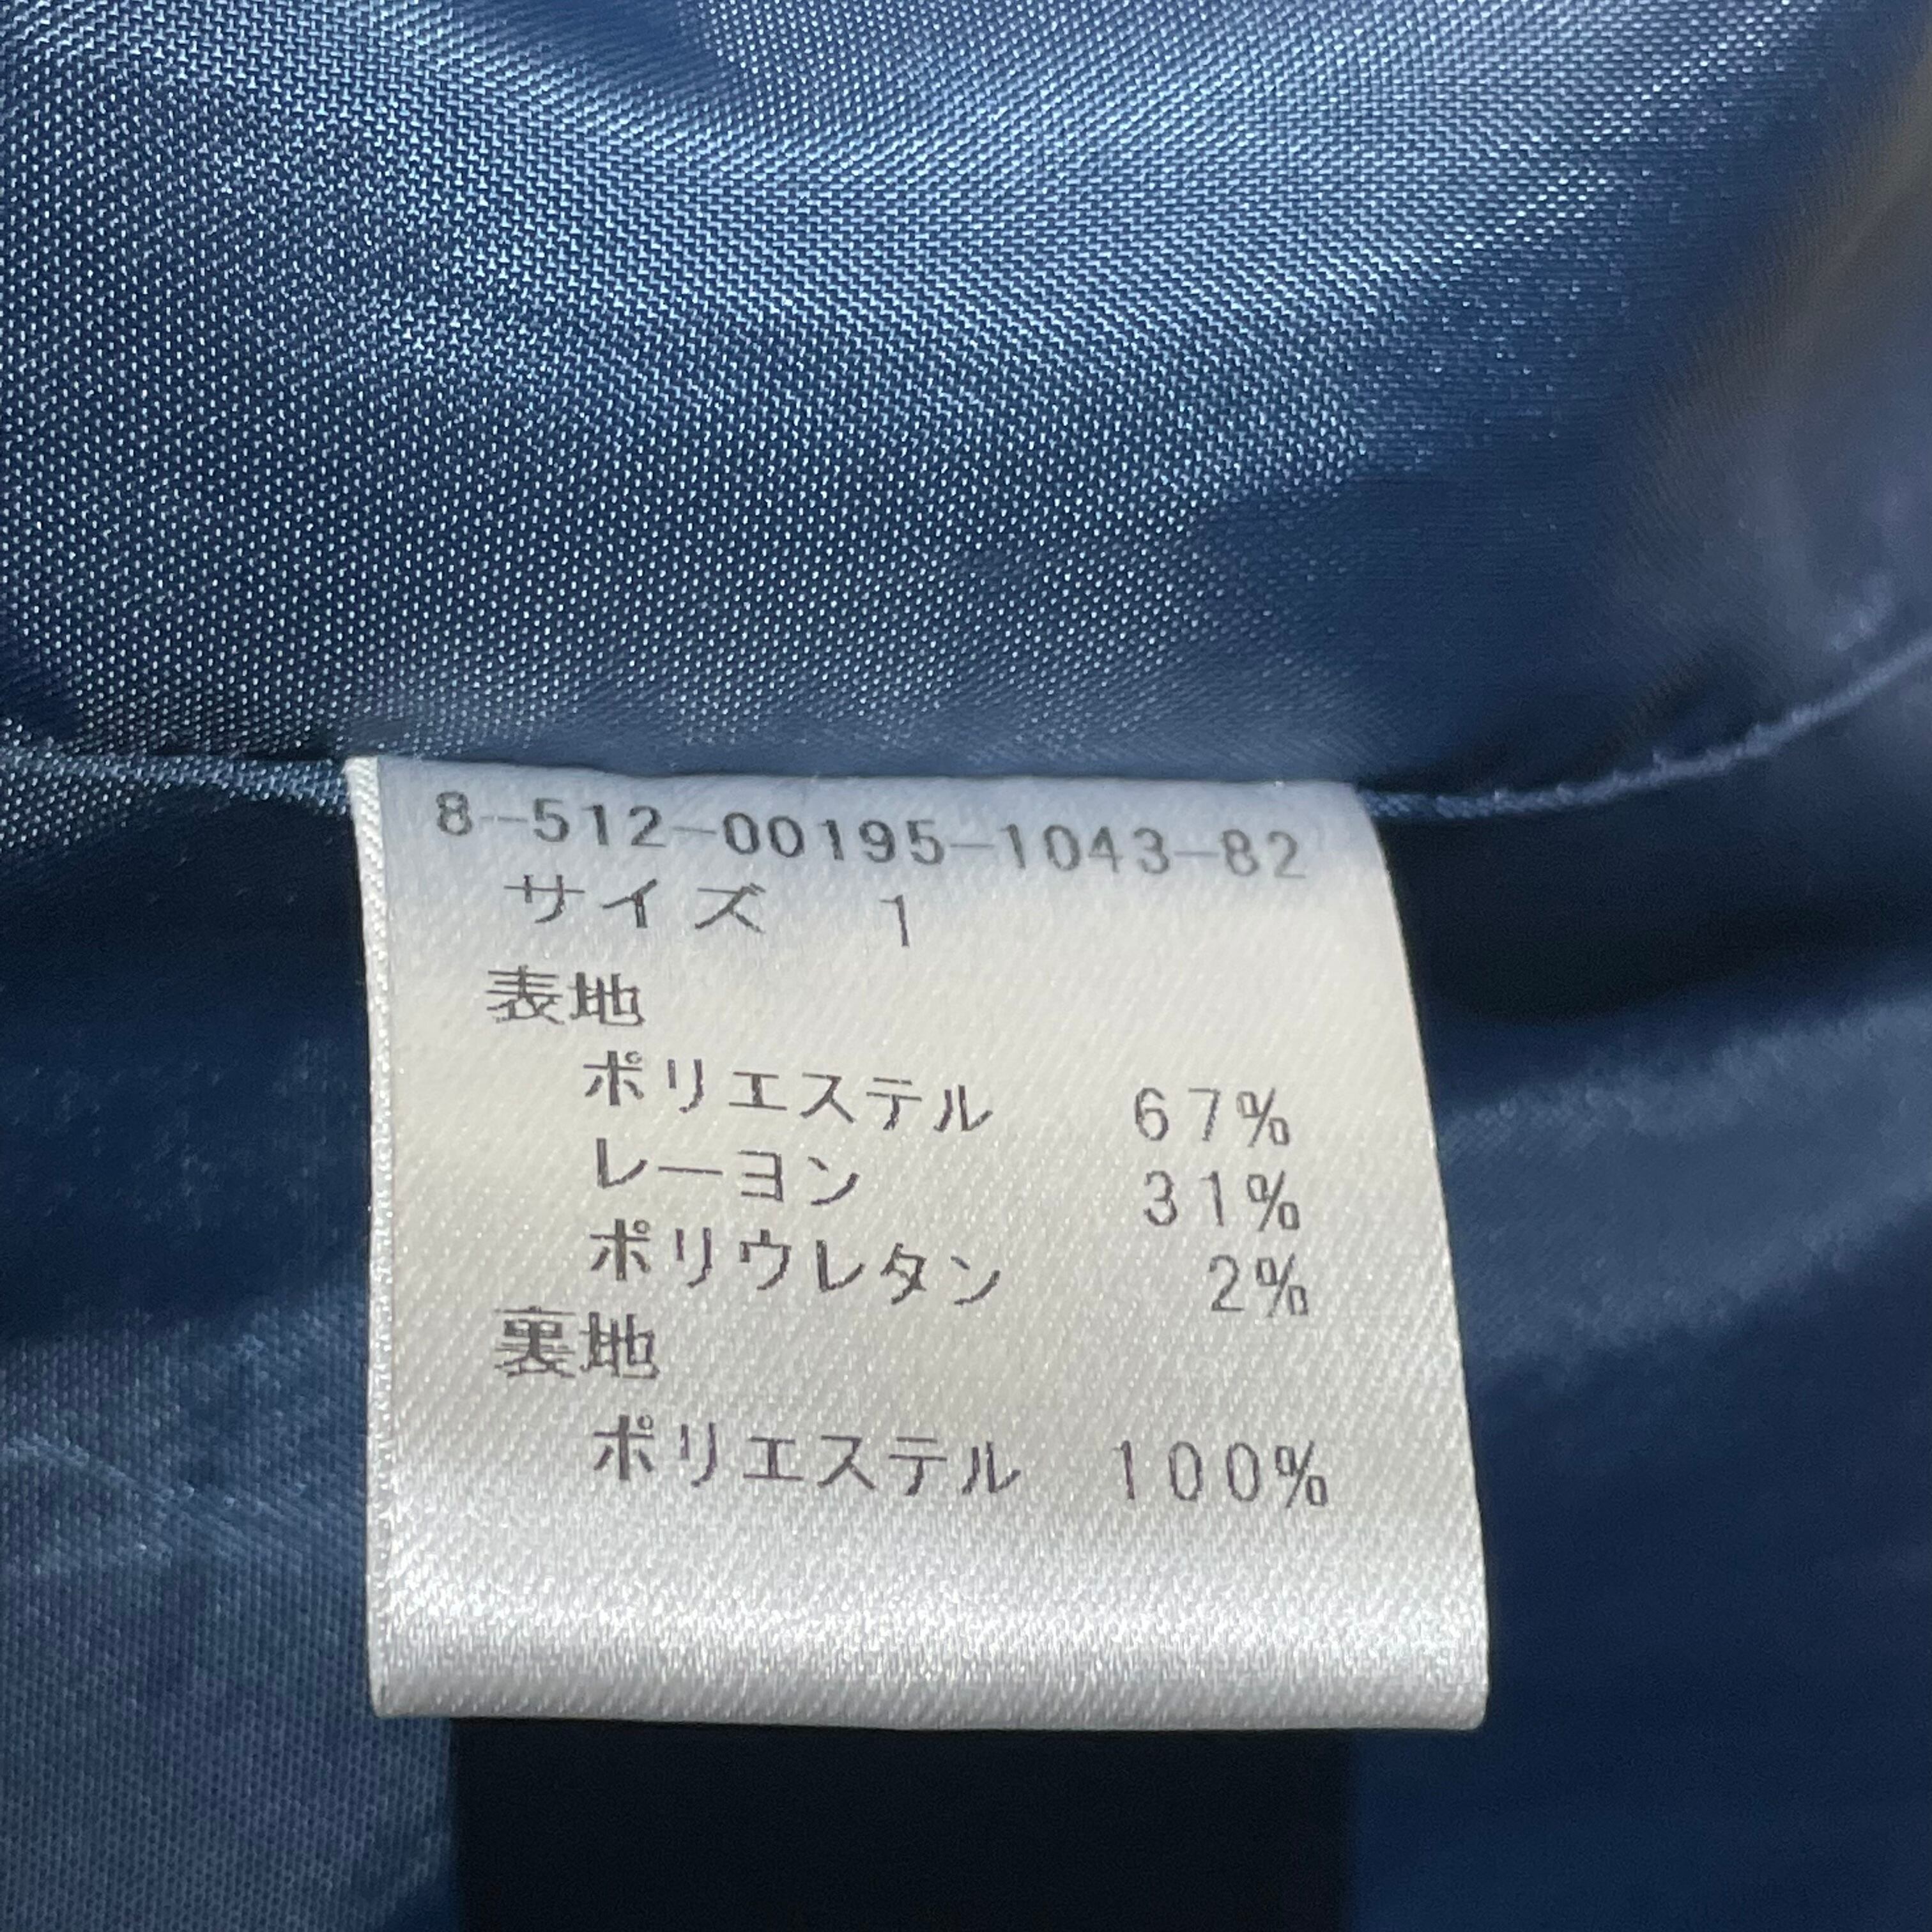 8-512-00195-1043-82
サイズ 1
表地
ポリエステル 67%
レーヨン 31%
ポリウレタン 2%
裏地
ポリエステル 100%